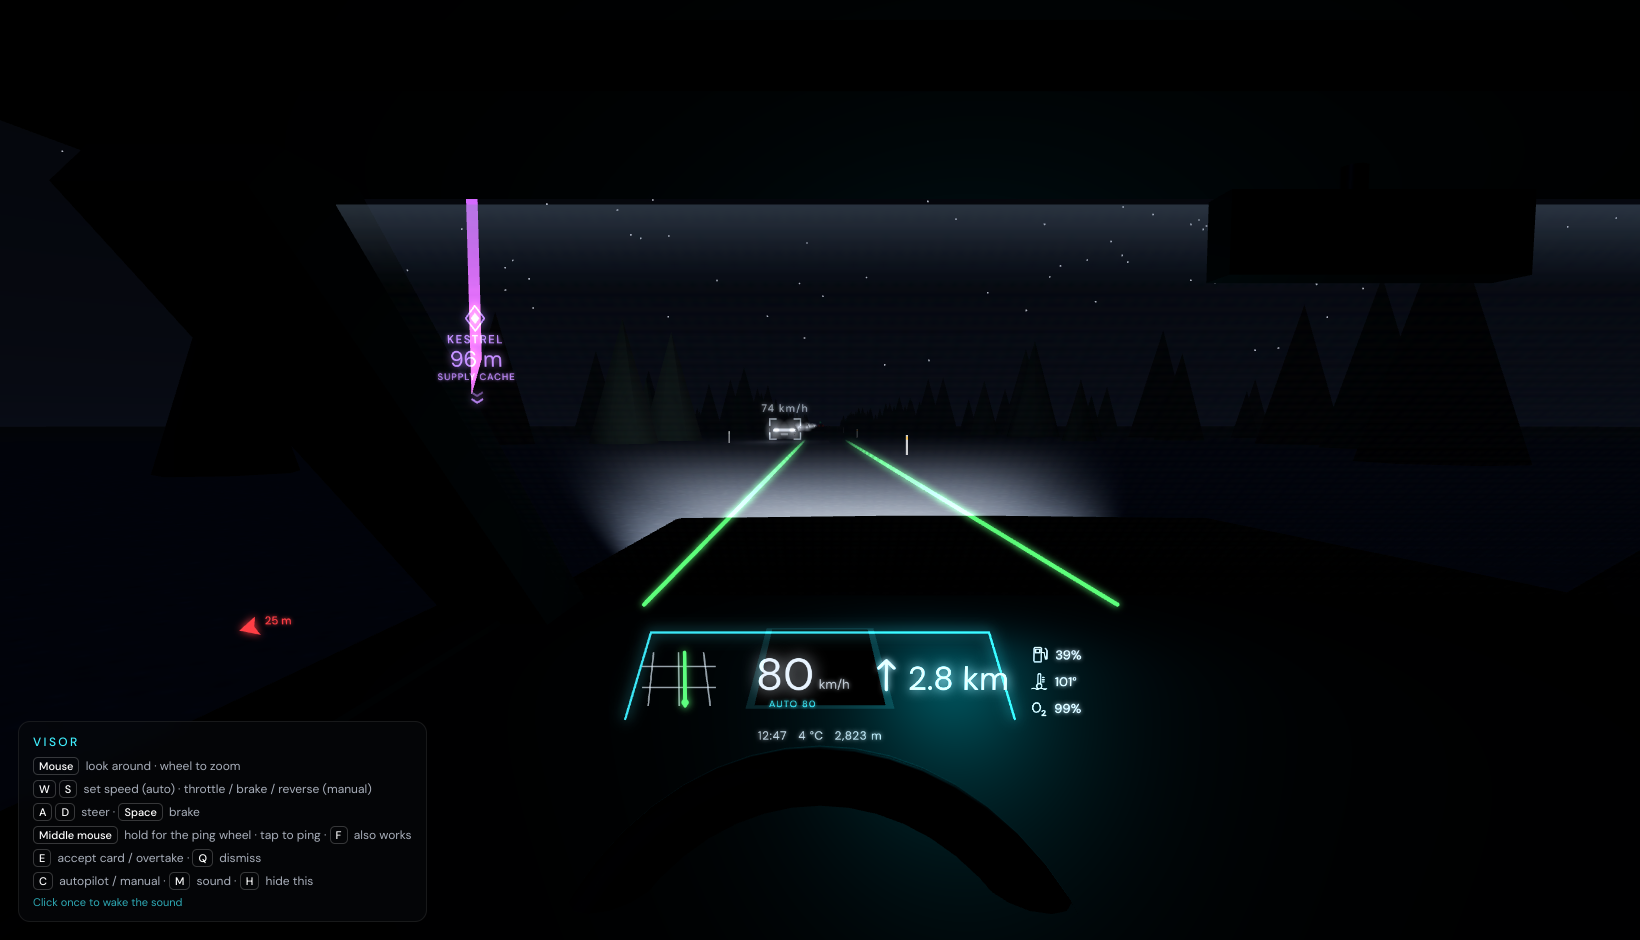 KESTREL
96 m
SUPPLY CACHE
74 km/h
25 m
80 km/h
AUTO 80
2.8 km
39%
101°
O₂ 99%
12:47 4 °C 2,823 m
VISOR
Mouse look around · wheel to zoom
W S set speed (auto) · throttle / brake / reverse (manual)
A D steer · Space brake
Middle mouse hold for the ping wheel · tap to ping · F also works
E accept card / overtake · Q dismiss
C autopilot / manual · M sound · H hide this
Click once to wake the sound